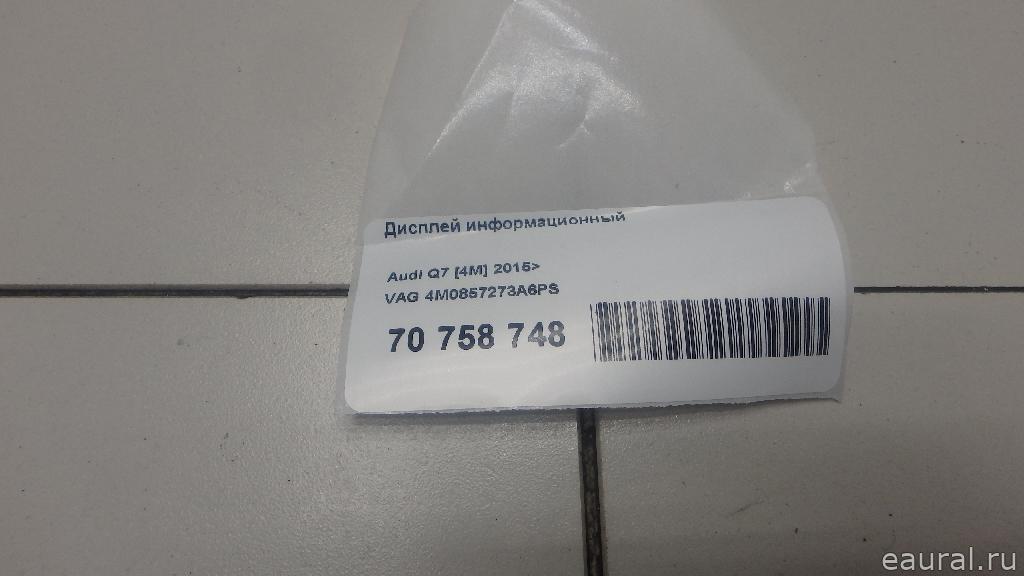 Дисплей информационный
Audi Q7 [4M] 2015>
VAG 4M0857273A6PS
70 758 748
eaural.ru